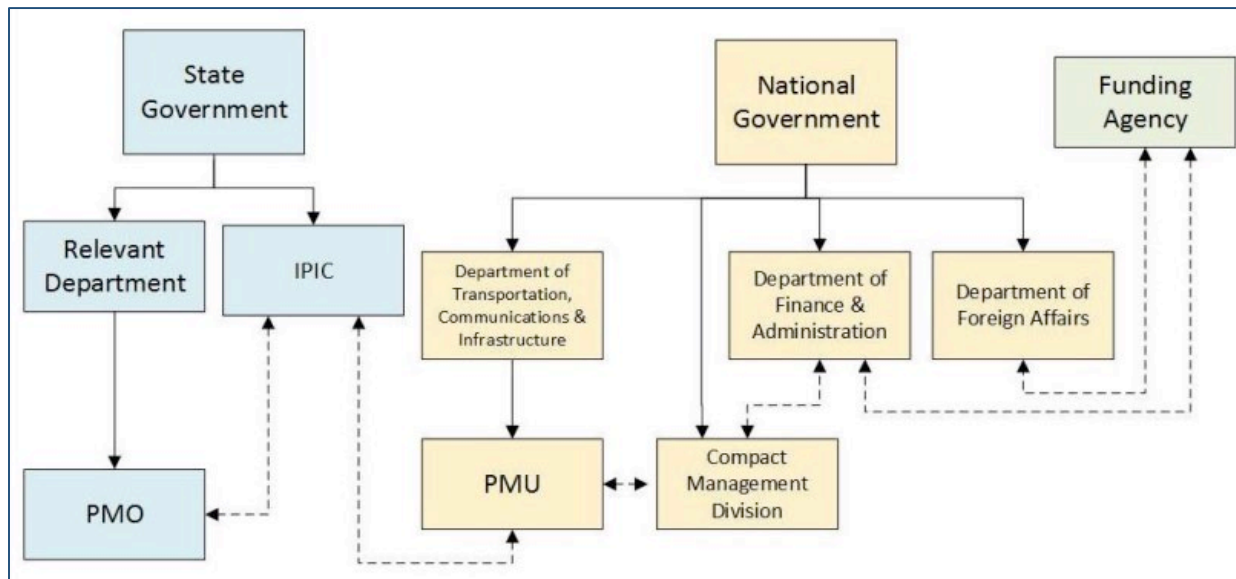 State
Government
National
Government
Funding
Agency
Relevant
Department
IPIC
Department of
Transportation,
Communications &
Infrastructure
Department of
Finance &
Administration
Department of
Foreign Affairs
PMO
PMU
Compact
Management
Division